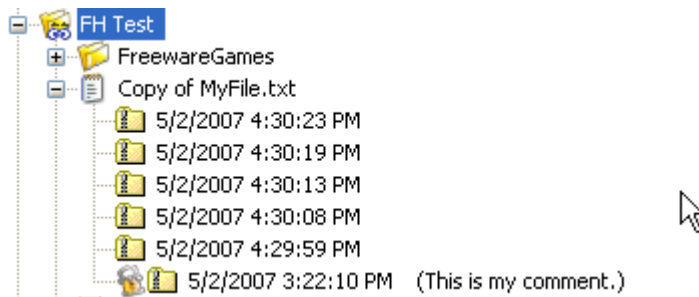 FH Test
FreewareGames
Copy of MyFile.txt
5/2/2007 4:30:23 PM
5/2/2007 4:30:19 PM
5/2/2007 4:30:13 PM
5/2/2007 4:30:08 PM
5/2/2007 4:29:59 PM
5/2/2007 3:22:10 PM (This is my comment.)